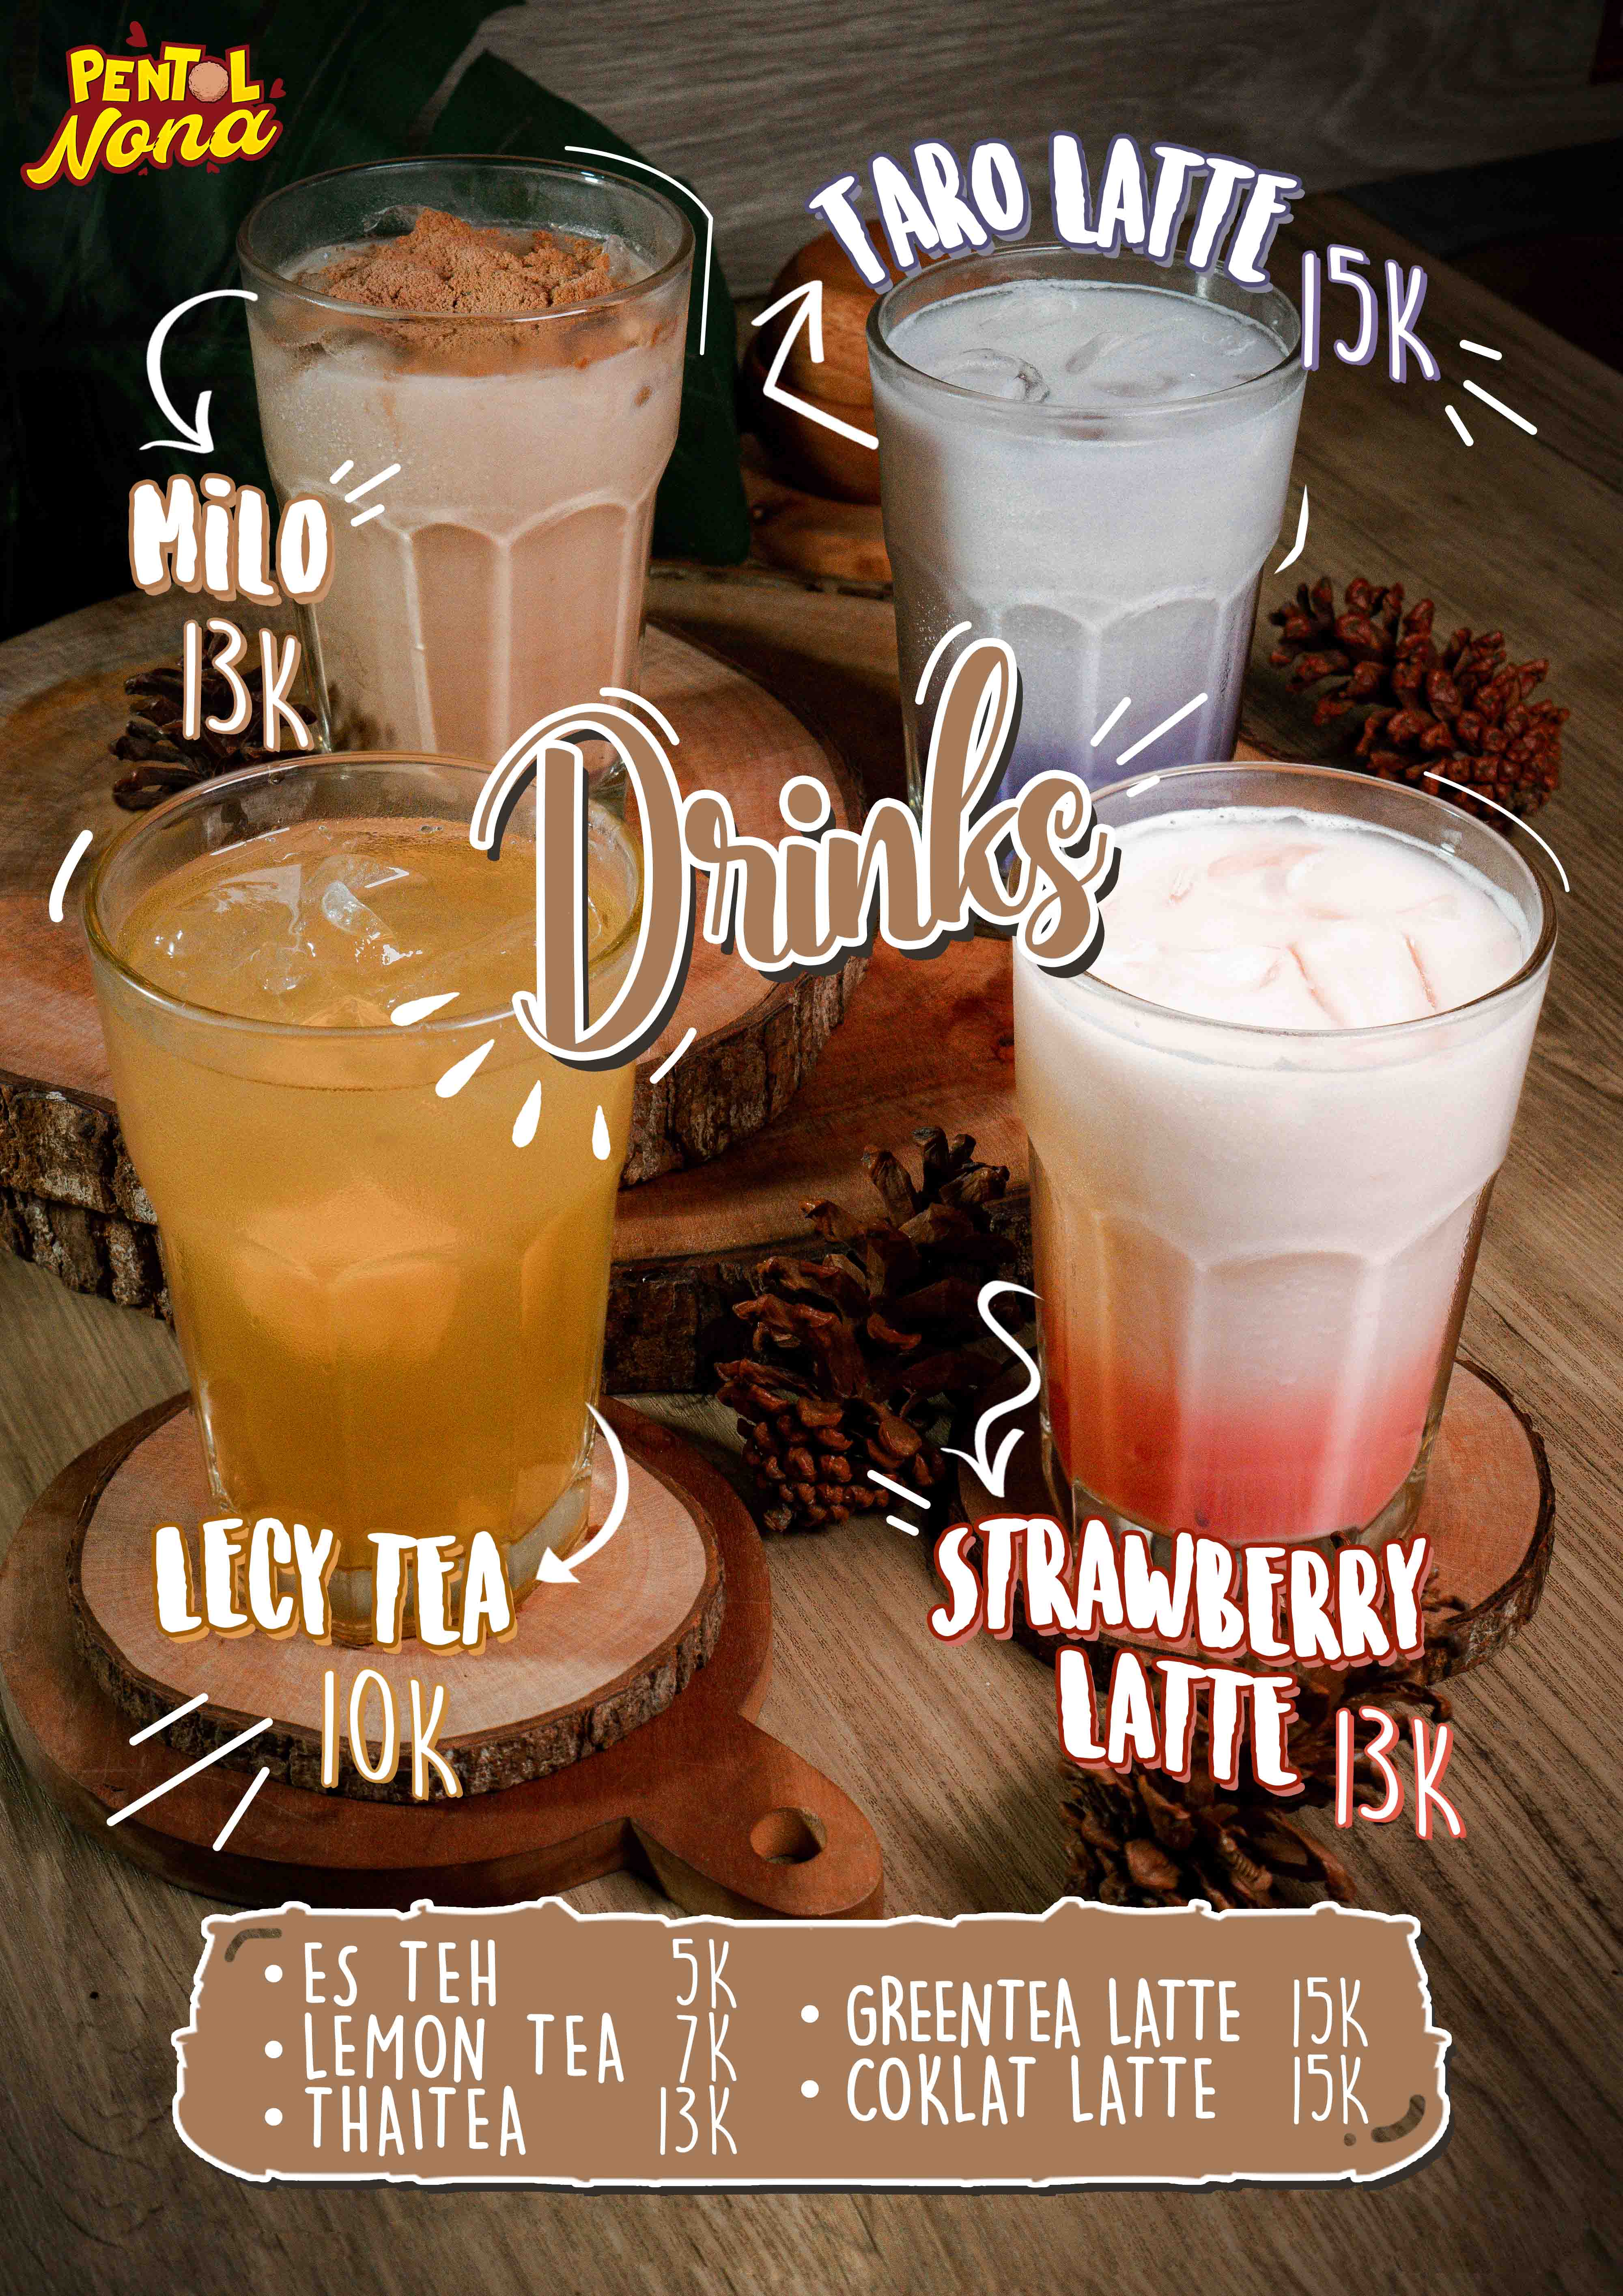 PENTOL
Nona
TARO LATTE
15K
MiLO
13K
Drinks
LECY TEA
10K
STRAWBERRY
LATTE
13K
• ES TEH 5K
• LEMON TEA 7K
• THAITEA 13K
• GREENTEA LATTE 15K
• COKLAT LATTE 15K